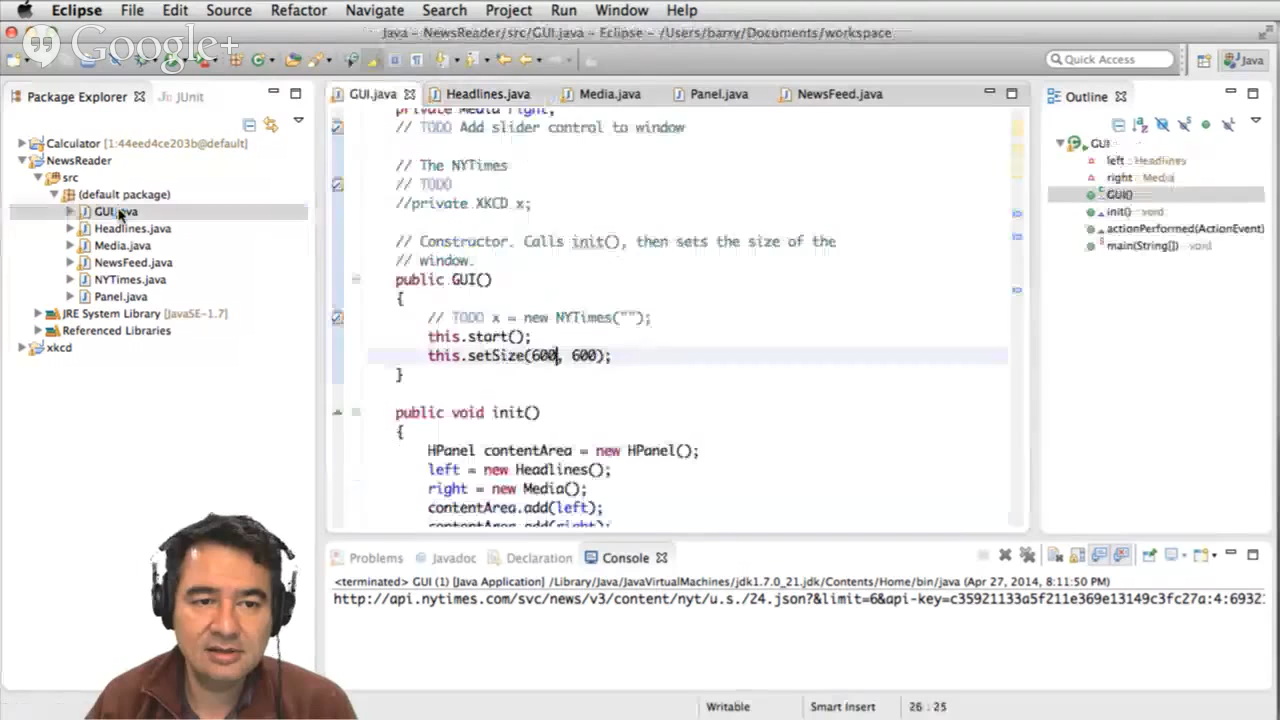 Eclipse File Edit Source Refactor Navigate Search Project Run Window Help
Java – NewsReader/src/GUI.java – Eclipse – /Users/barry/Documents/workspace
Google+
Quick Access
Java
Package Explorer
JUnit
Calculator [1:44eed4ce203b@default]
NewsReader
src
(default package)
GUI.java
Headlines.java
Media.java
NewsFeed.java
NYTimes.java
Panel.java
JRE System Library [JavaSE-1.7]
Referenced Libraries
xkcd
GUI.java Headlines.java Media.java Panel.java NewsFeed.java
private Media right;
// TODO Add slider control to window
// The NYTimes
// TODO
//private XKCD x;
// Constructor. Calls init(), then sets the size of the
// window.
public GUI()
{
// TODO x = new NYTimes("");
this.start();
this.setSize(600, 600);
}
public void init()
{
HPanel contentArea = new HPanel();
left = new Headlines();
right = new Media();
contentArea.add(left);
contentArea.add(right);
Outline
GUI
left : Headlines
right : Media
GUI()
init() : void
actionPerformed(ActionEvent)
main(String[]) : void
Problems Javadoc Declaration Console
<terminated> GUI (1) [Java Application] /Library/Java/JavaVirtualMachines/jdk1.7.0_21.jdk/Contents/Home/bin/java (Apr 27, 2014, 8:11:50 PM)
http://api.nytimes.com/svc/news/v3/content/nyt/u.s./24.json?&limit=6&api-key=c35921133a5f211e369e13149c3fc27a:4:6932
Writable Smart Insert 26 : 25